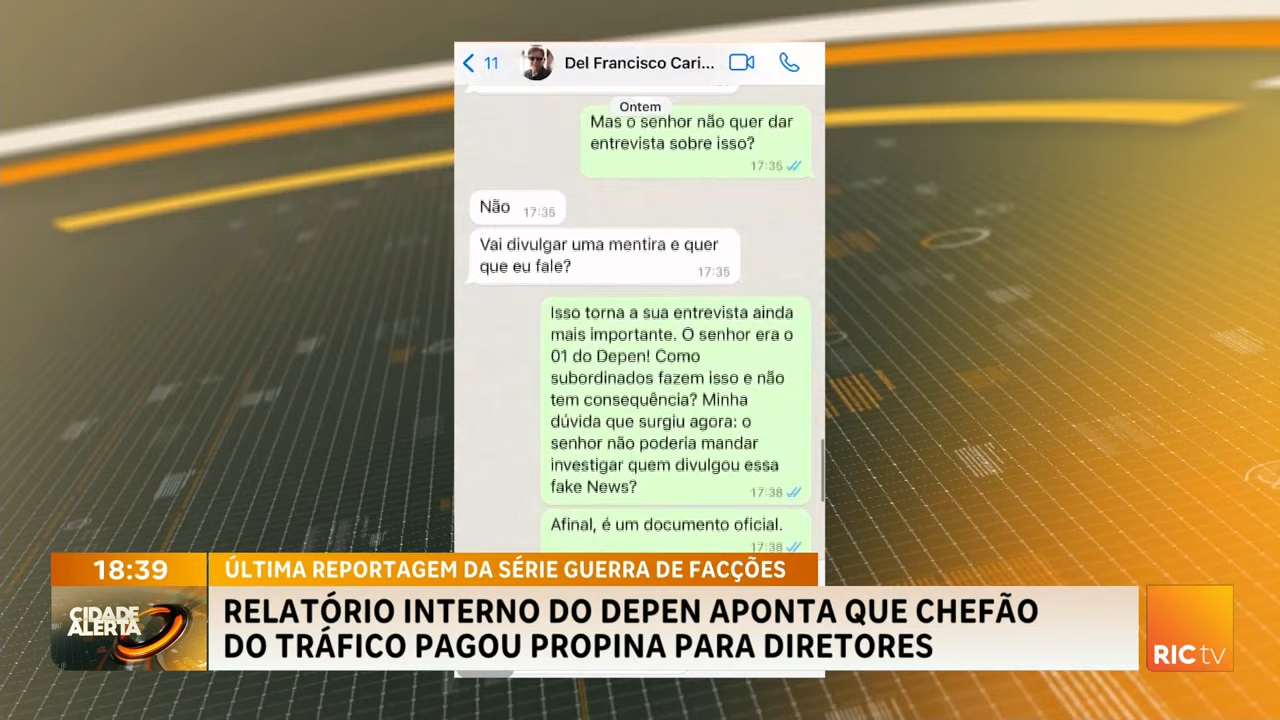 11
Del Francisco Cari...
Ontem
Mas o senhor não quer dar
entrevista sobre isso?
17:35
Não
17:35
Vai divulgar uma mentira e quer
que eu fale?
17:35
Isso torna a sua entrevista ainda
mais importante. O senhor era o
01 do Depen! Como
subordinados fazem isso e não
tem consequência? Minha
dúvida que surgiu agora: o
senhor não poderia mandar
investigar quem divulgou essa
fake News?
17:38
Afinal, é um documento oficial.
17:38
18:39
ÚLTIMA REPORTAGEM DA SÉRIE GUERRA DE FACÇÕES
CIDADE
ALERTA
RELATÓRIO INTERNO DO DEPEN APONTA QUE CHEFÃO
DO TRÁFICO PAGOU PROPINA PARA DIRETORES
RIC tv